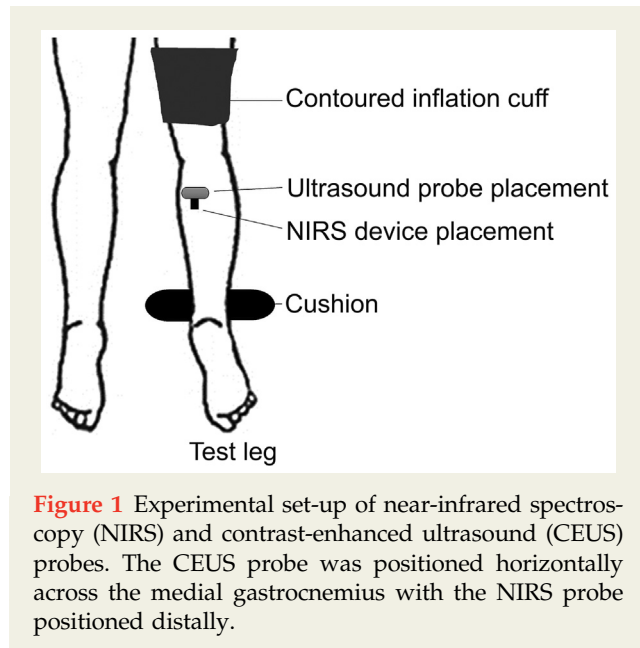 Contoured inflation cuff
Ultrasound probe placement
NIRS device placement
Cushion
Test leg
Figure 1 Experimental set-up of near-infrared spectros-
copy (NIRS) and contrast-enhanced ultrasound (CEUS)
probes. The CEUS probe was positioned horizontally
across the medial gastrocnemius with the NIRS probe
positioned distally.